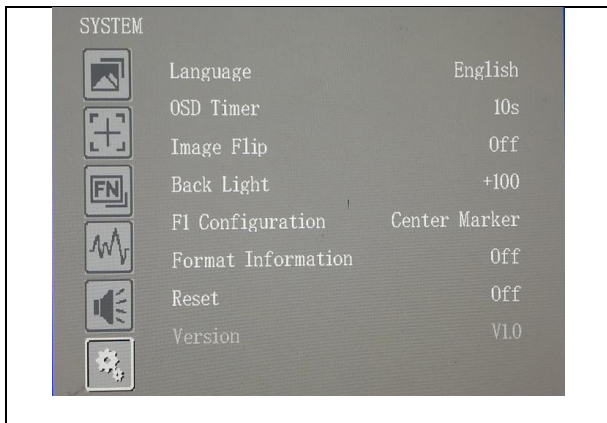 SYSTEM
Language English
OSD Timer 10s
Image Flip Off
FN
Back Light +100
F1 Configuration Center Marker
Format Information Off
Reset Off
Version V1.0